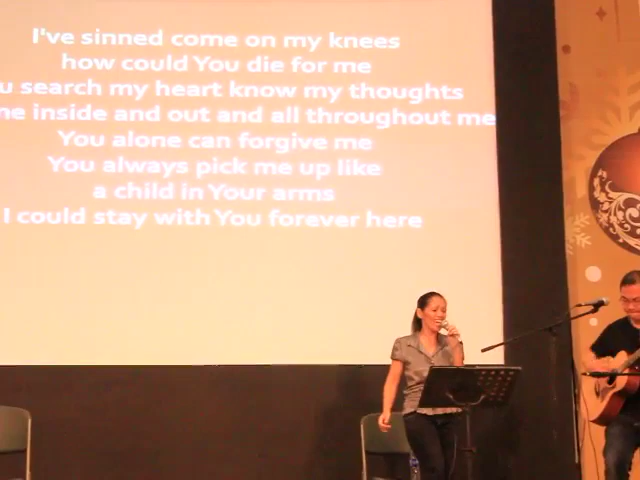 I've sinned come on my knees
how could You die for me
search my heart know my thoughts
inside and out and all throughout me
You alone can forgive me
You always pick me up like
a child in Your arms
I could stay with You forever here